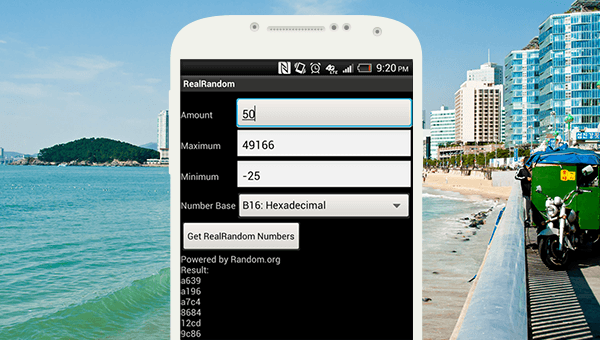 9:20 PM
RealRandom
Amount
50
Maximum
49166
Minimum
-25
Number Base
B16: Hexadecimal
Get RealRandom Numbers
Powered by Random.org
Result:
a639
a196
a7c4
8684
12cd
9c86